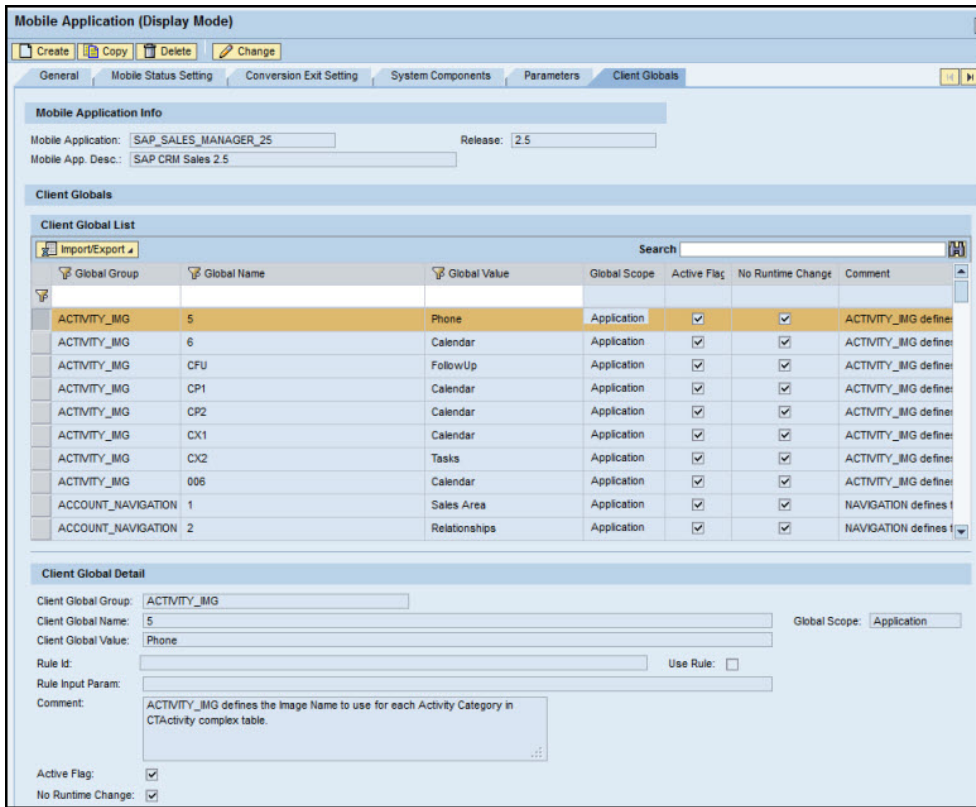 Mobile Application (Display Mode)
Create Copy Delete Change
General Mobile Status Setting Conversion Exit Setting System Components Parameters Client Globals
Mobile Application Info
Mobile Application: SAP_SALES_MANAGER_25 Release: 2.5
Mobile App. Desc.: SAP CRM Sales 2.5
Client Globals
Client Global List
Import/Export Search
Global Group Global Name Global Value Global Scope Active Flag No Runtime Change Comment
ACTIVITY_IMG 5 Phone Application ACTIVITY_IMG defines
ACTIVITY_IMG 6 Calendar Application ACTIVITY_IMG defines
ACTIVITY_IMG CFU FollowUp Application ACTIVITY_IMG defines
ACTIVITY_IMG CP1 Calendar Application ACTIVITY_IMG defines
ACTIVITY_IMG CP2 Calendar Application ACTIVITY_IMG defines
ACTIVITY_IMG CX1 Calendar Application ACTIVITY_IMG defines
ACTIVITY_IMG CX2 Tasks Application ACTIVITY_IMG defines
ACTIVITY_IMG 006 Calendar Application ACTIVITY_IMG defines
ACCOUNT_NAVIGATION 1 Sales Area Application NAVIGATION defines t
ACCOUNT_NAVIGATION 2 Relationships Application NAVIGATION defines t
Client Global Detail
Client Global Group: ACTIVITY_IMG
Client Global Name: 5 Global Scope: Application
Client Global Value: Phone
Rule Id: Use Rule:
Rule Input Param:
Comment: ACTIVITY_IMG defines the Image Name to use for each Activity Category in
CTActivity complex table.
Active Flag:
No Runtime Change: